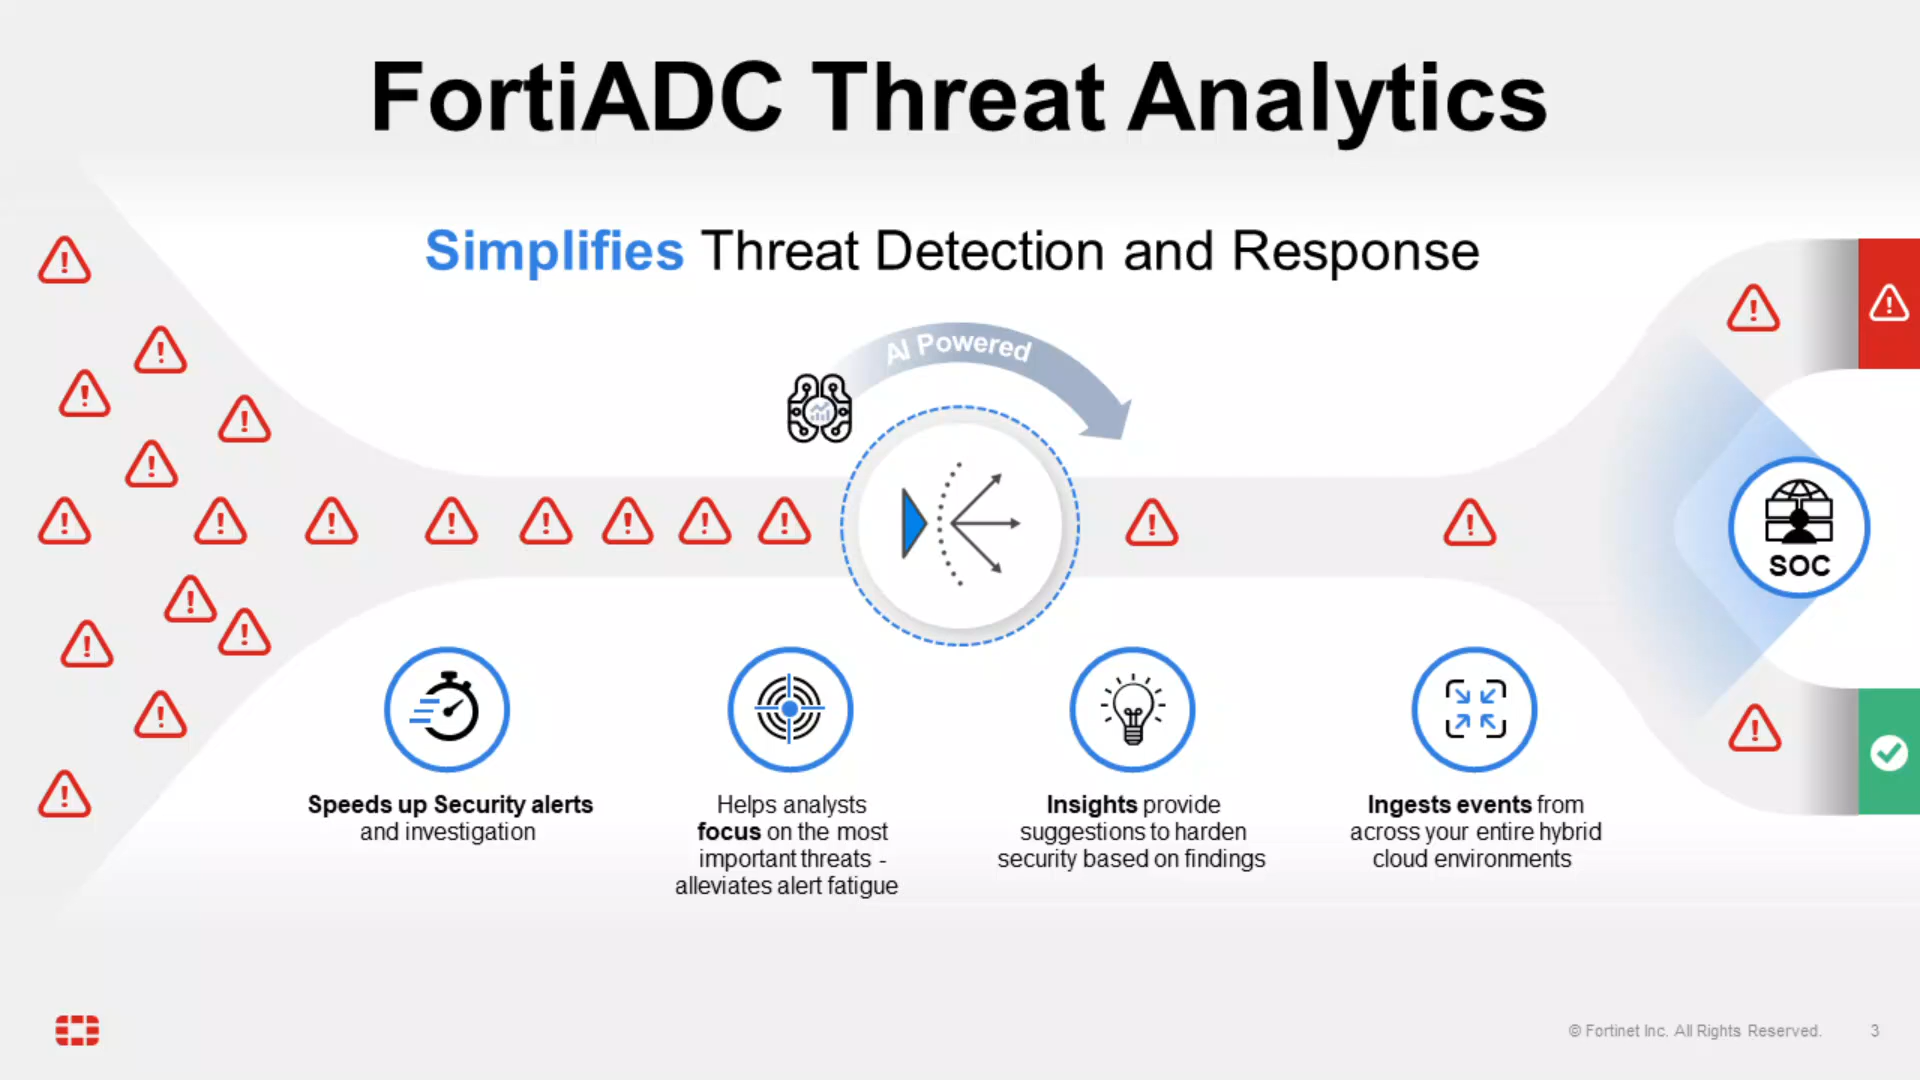 FortiADC Threat Analytics
Simplifies Threat Detection and Response
AI Powered
SOC
Speeds up Security alerts
and investigation
Helps analysts
focus on the most
important threats -
alleviates alert fatigue
Insights provide
suggestions to harden
security based on findings
Ingests events from
across your entire hybrid
cloud environments
© Fortinet Inc. All Rights Reserved.
3